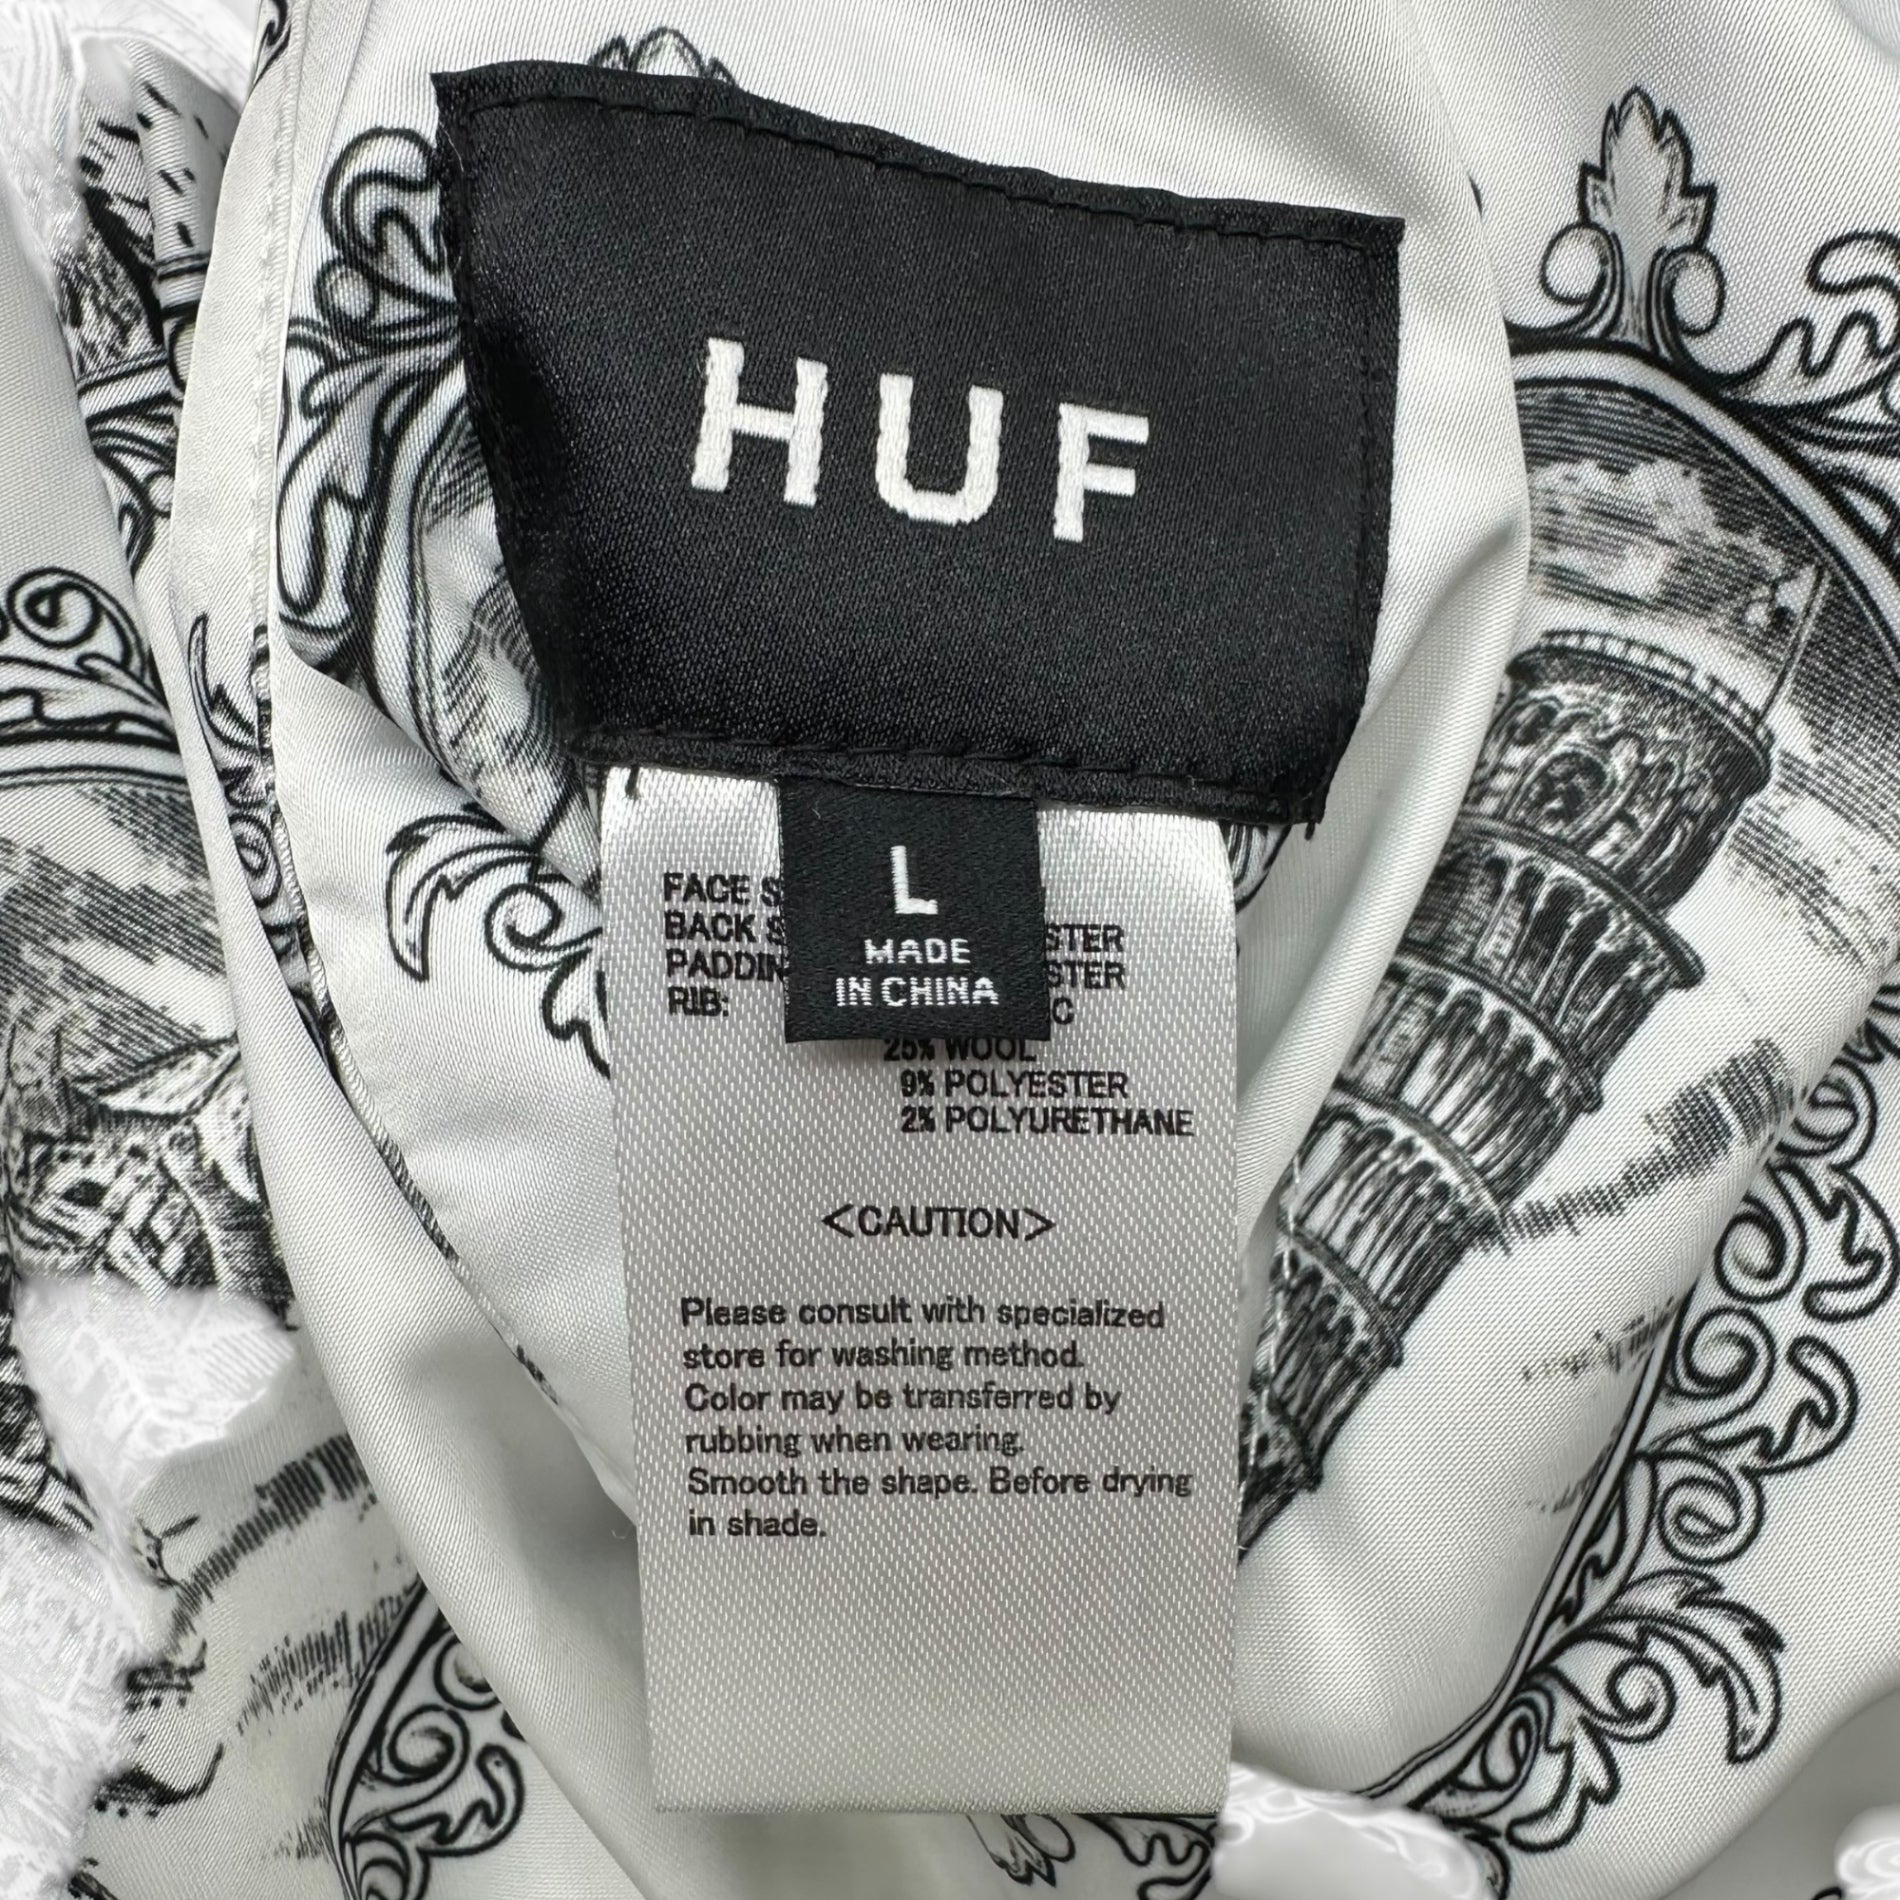 HUF
L
MADE
IN CHINA
FACE S
BACK S STER
PADDIN STER
RIB: C
25% WOOL
9% POLYESTER
2% POLYURETHANE
<CAUTION>
Please consult with specialized
store for washing method.
Color may be transferred by
rubbing when wearing.
Smooth the shape. Before drying
in shade.